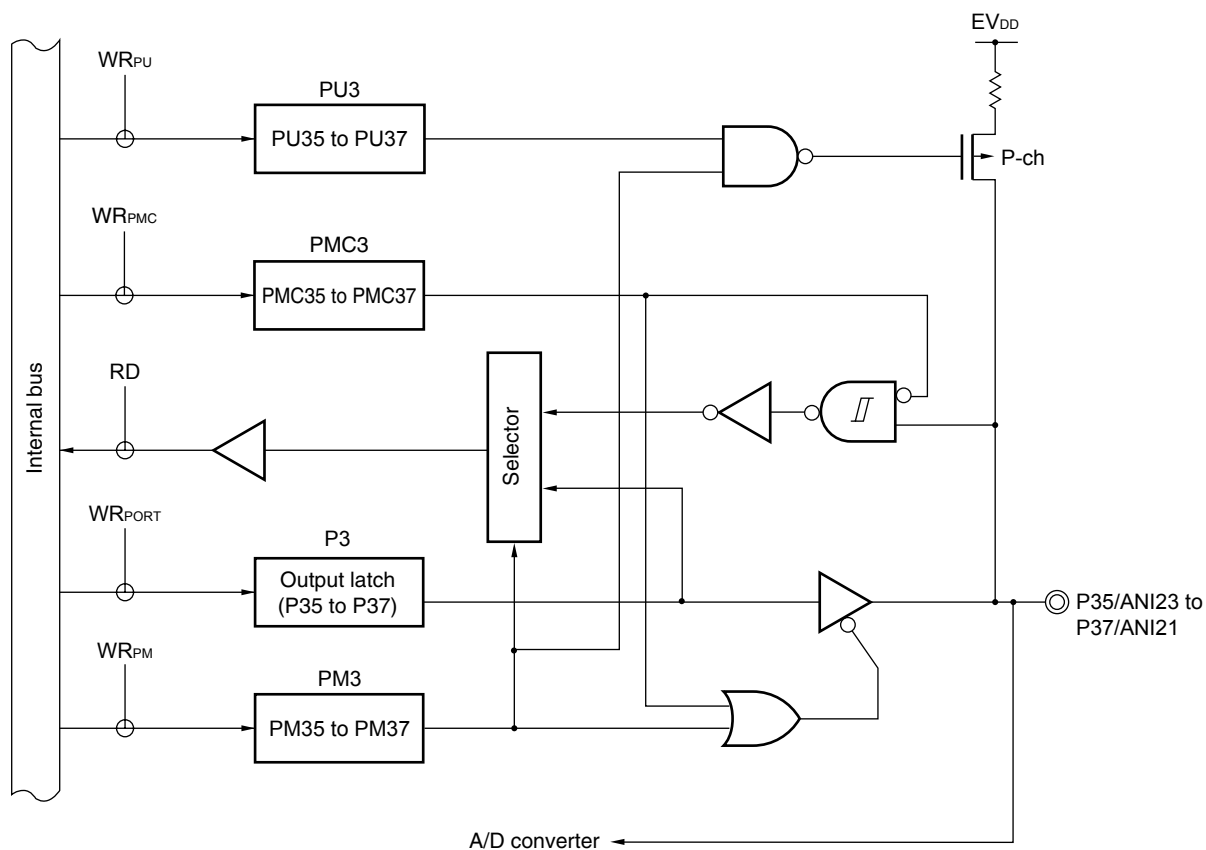 EVDD
WRPU
PU3
PU35 to PU37
P-ch
WRPMC
PMC3
PMC35 to PMC37
Internal bus
RD
Selector
WRPORT
P3
Output latch
(P35 to P37)
P35/ANI23 to
P37/ANI21
WRPM
PM3
PM35 to PM37
A/D converter